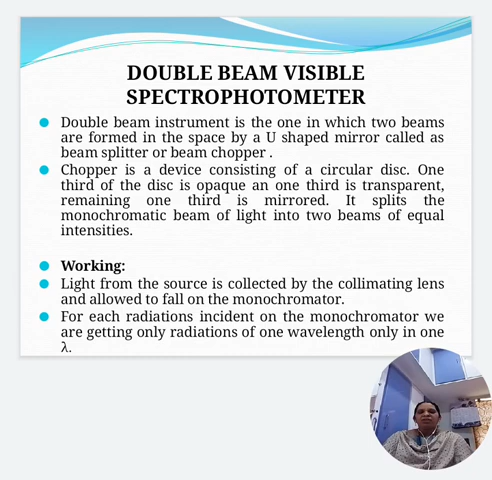 DOUBLE BEAM VISIBLE
SPECTROPHOTOMETER
Double beam instrument is the one in which two beams
are formed in the space by a U shaped mirror called as
beam splitter or beam chopper .
Chopper is a device consisting of a circular disc. One
third of the disc is opaque an one third is transparent,
remaining one third is mirrored. It splits the
monochromatic beam of light into two beams of equal
intensities.
Working:
Light from the source is collected by the collimating lens
and allowed to fall on the monochromator.
For each radiations incident on the monochromator we
are getting only radiations of one wavelength only in one
λ.